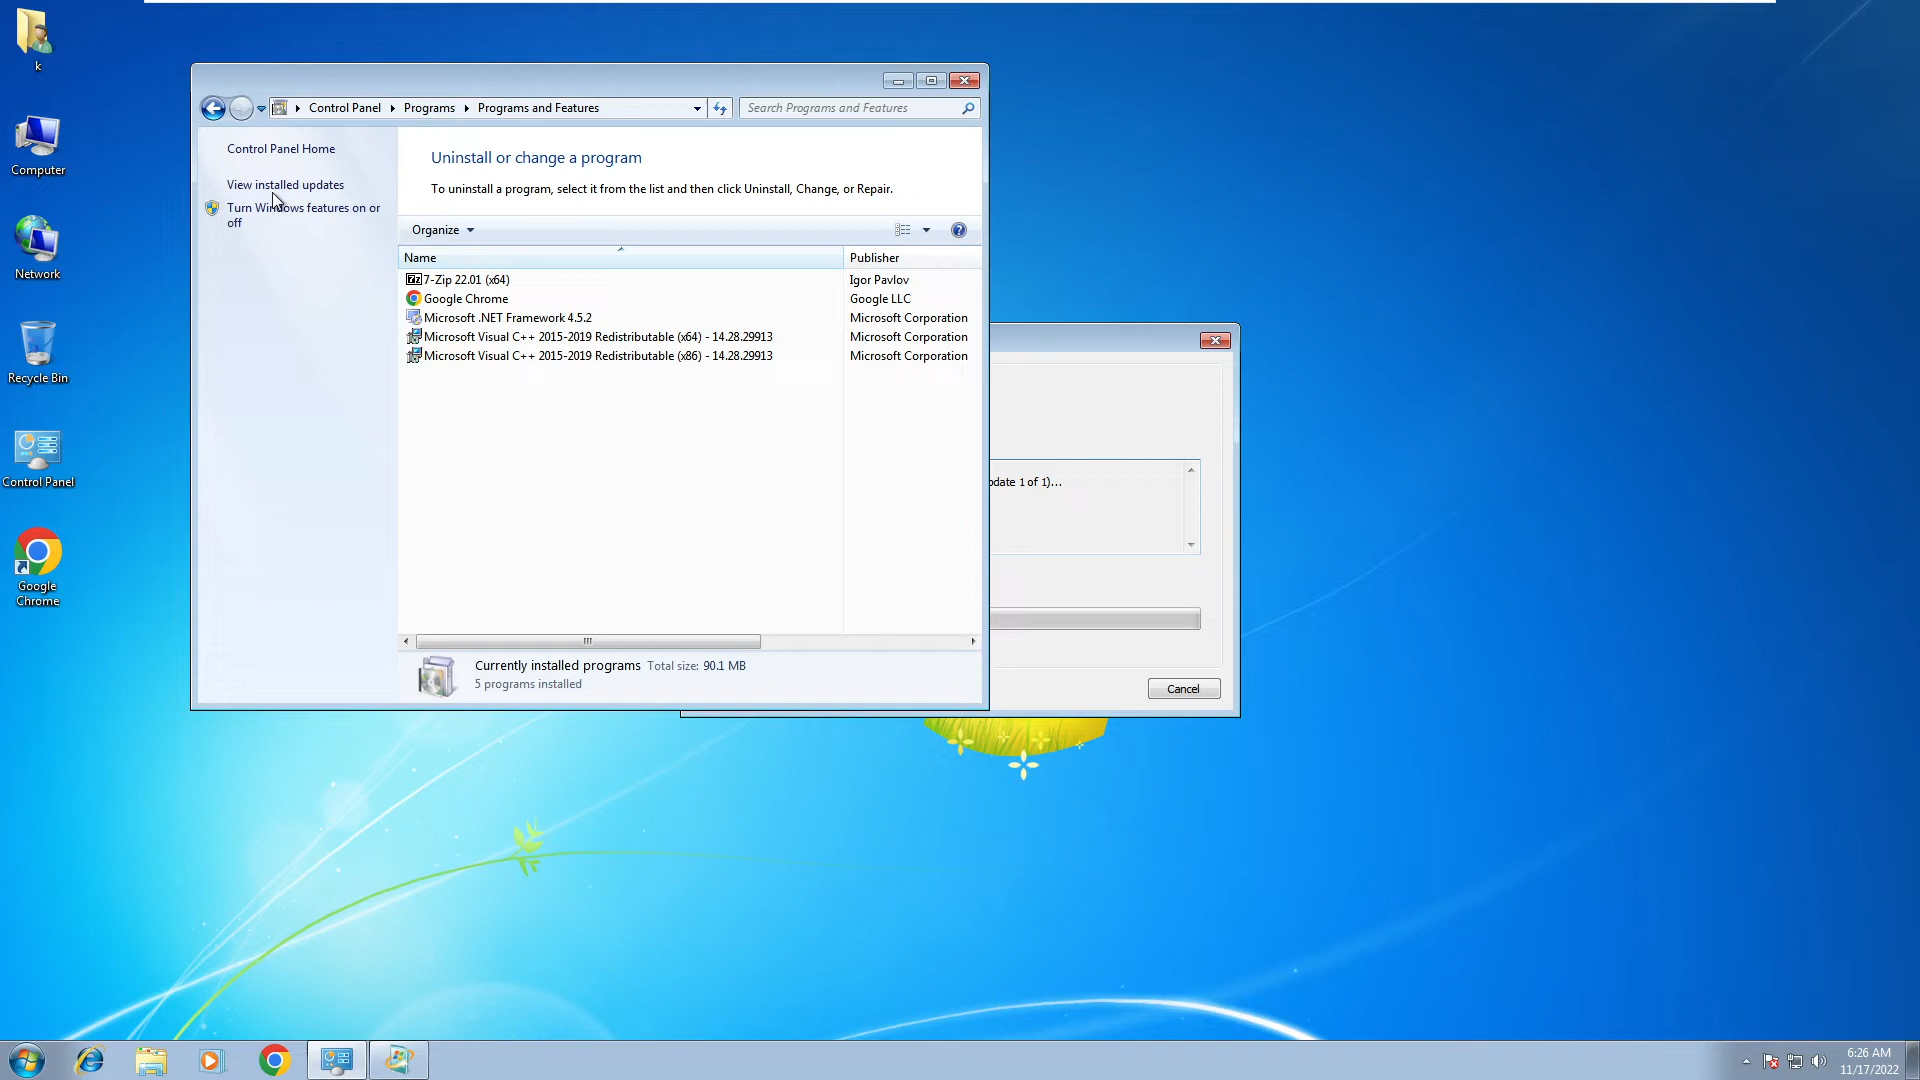 k
Computer
Network
Recycle Bin
Control Panel
Google
Chrome
Control Panel
Programs
Programs and Features
Search Programs and Features
Control Panel Home
View installed updates
Turn Windows features on or
off
Uninstall or change a program
To uninstall a program, select it from the list and then click Uninstall, Change, or Repair.
Organize
Name
Publisher
7-Zip 22.01 (x64)
Igor Pavlov
Google Chrome
Google LLC
Microsoft .NET Framework 4.5.2
Microsoft Corporation
Microsoft Visual C++ 2015-2019 Redistributable (x64) - 14.28.29913
Microsoft Corporation
Microsoft Visual C++ 2015-2019 Redistributable (x86) - 14.28.29913
Microsoft Corporation
Currently installed programs Total size: 90.1 MB
5 programs installed
pdate 1 of 1)...
Cancel
6:26 AM
11/17/2022